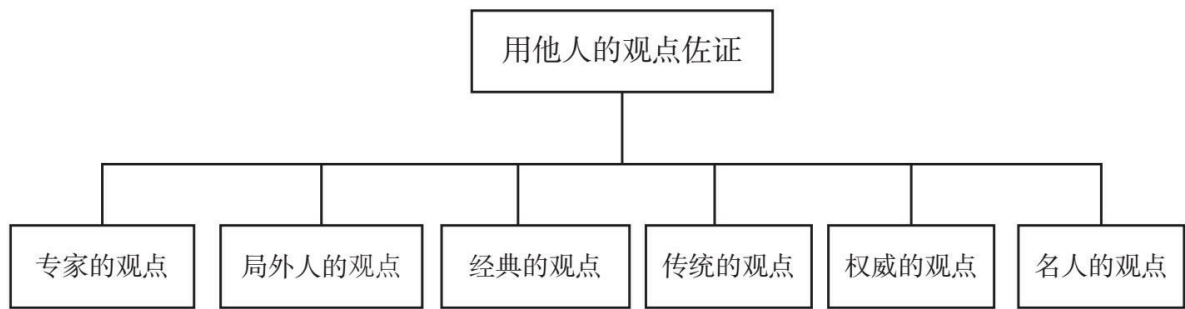 用他人的观点佐证
专家的观点
局外人的观点
经典的观点
传统的观点
权威的观点
名人的观点